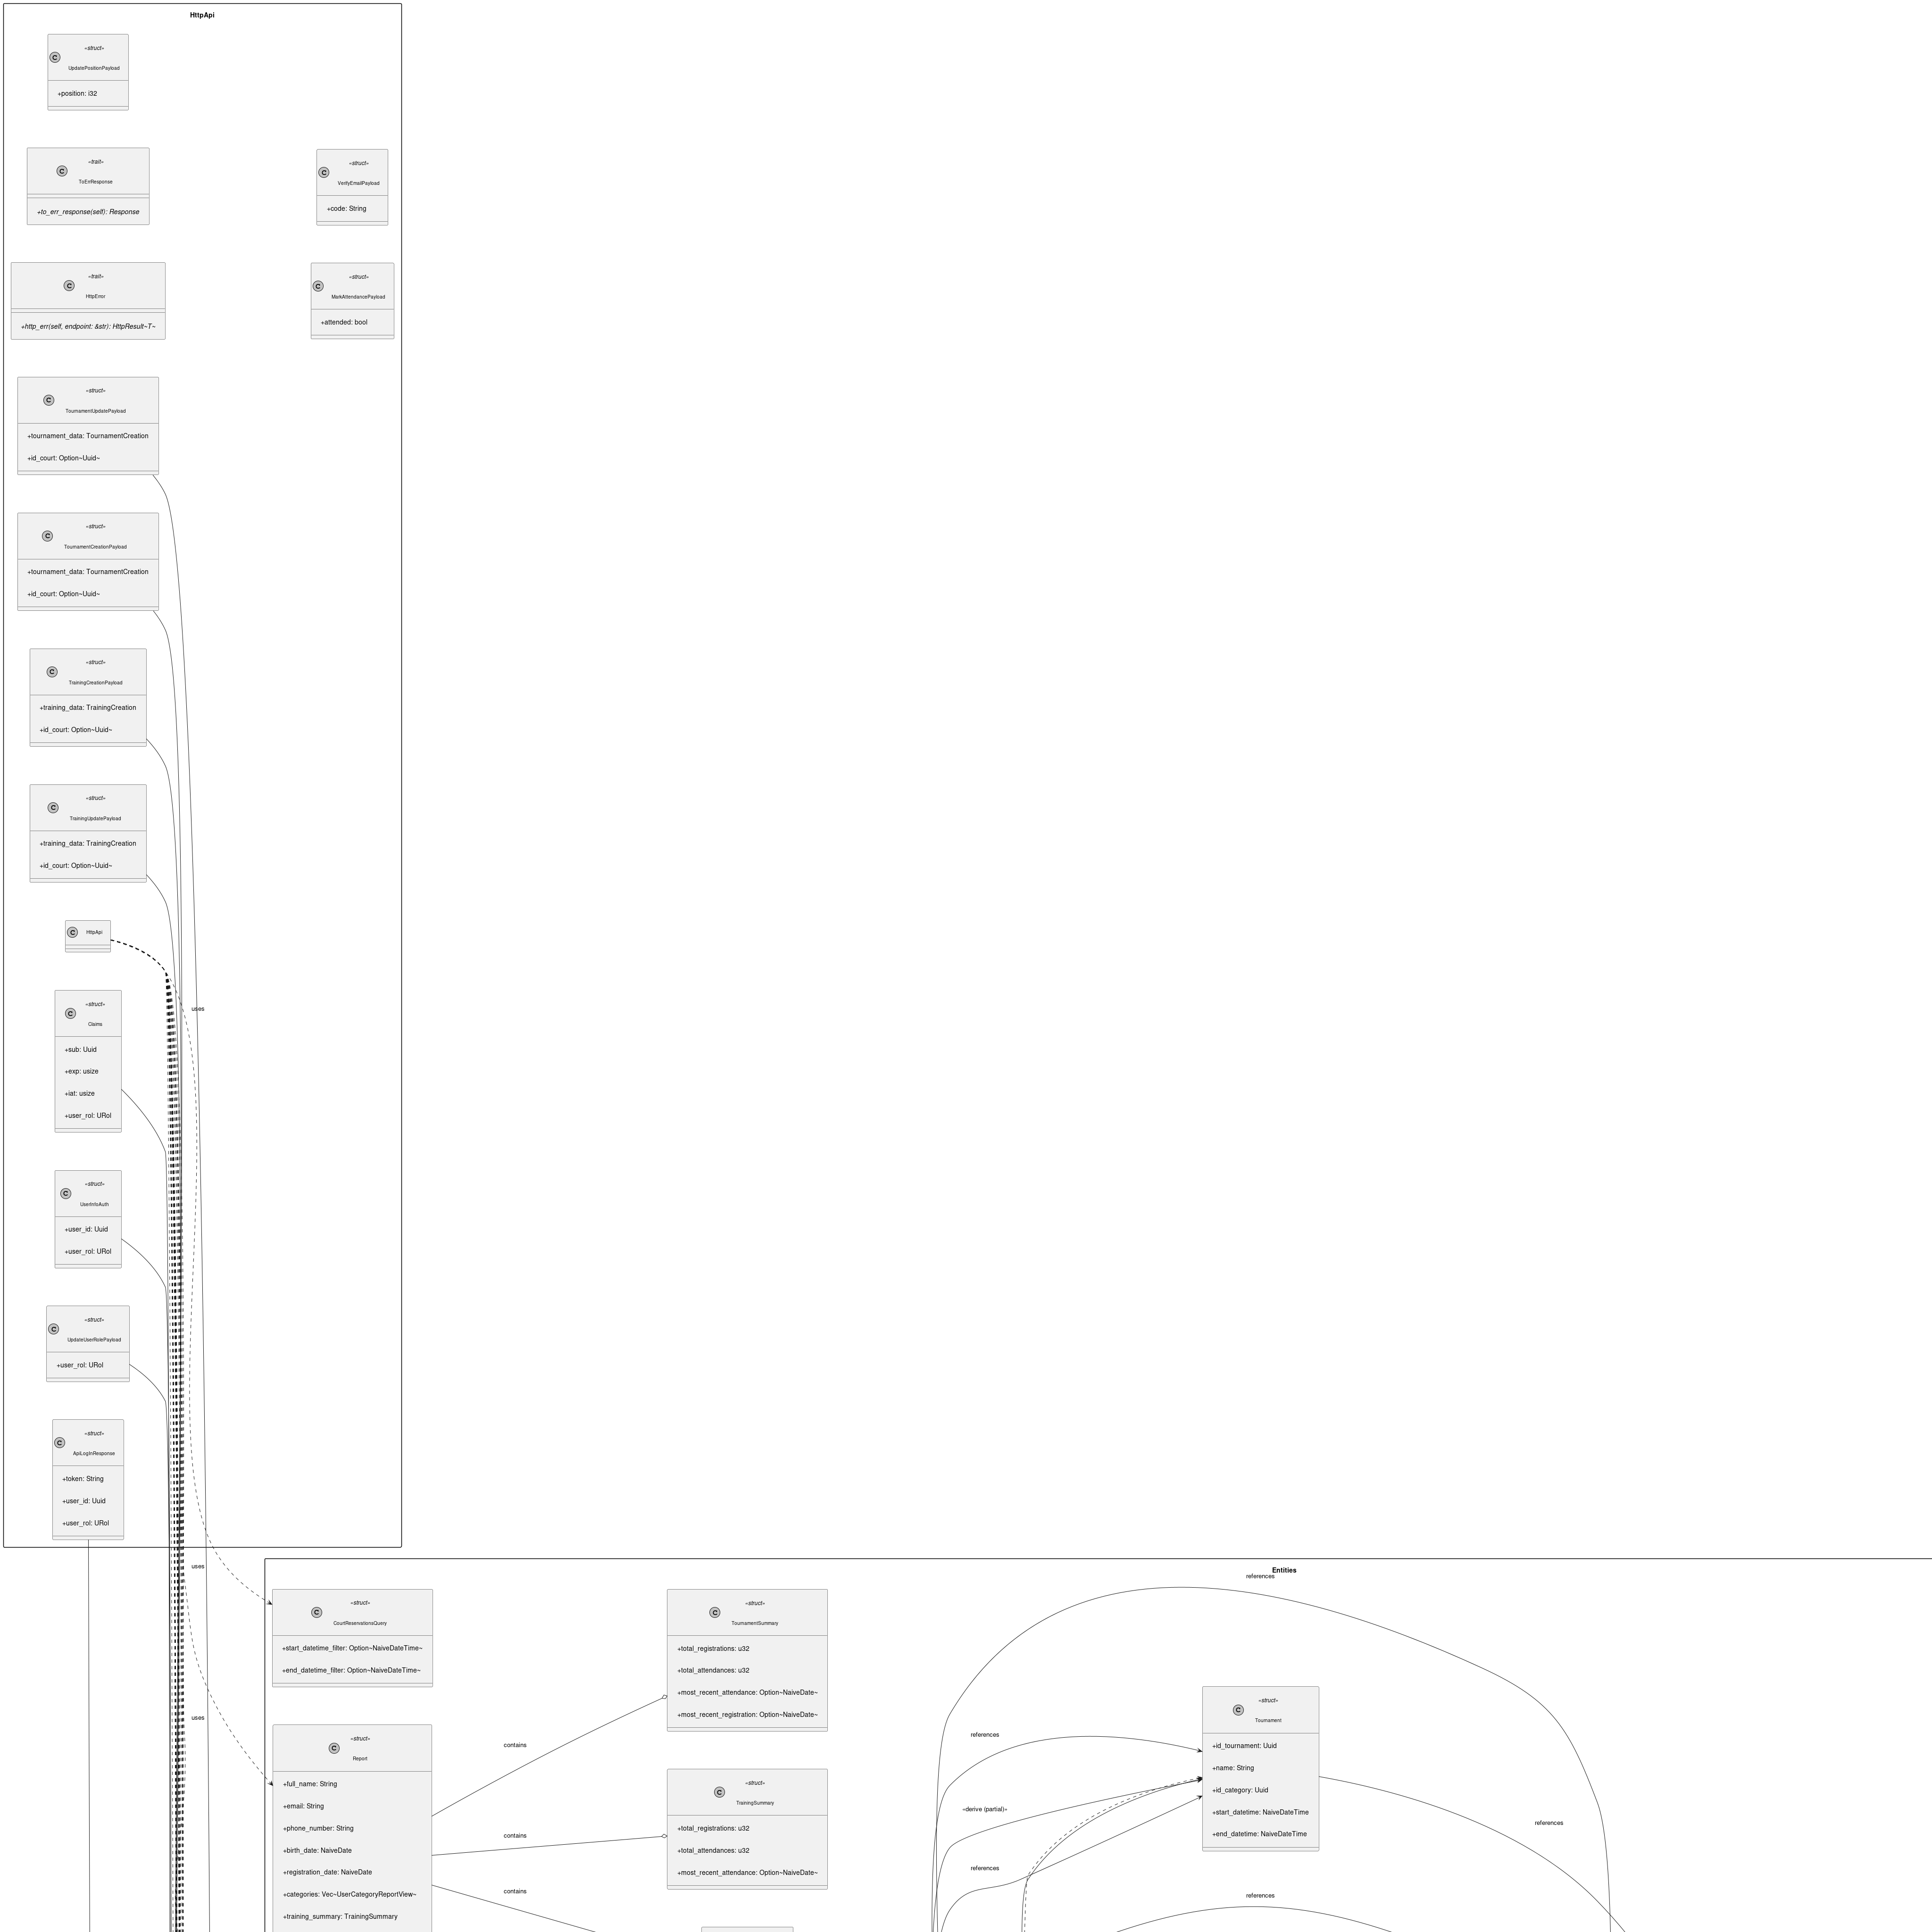 HttpApi
«struct»
C
UpdatePositionPayload
+position: i32
«trait»
C
ToErrResponse
+to_err_response(self): Response
«struct»
C
VerifyEmailPayload
+code: String
«trait»
C
HttpError
+http_err(self, endpoint: &str): HttpResult~T~
«struct»
C
MarkAttendancePayload
+attended: bool
«struct»
C
TournamentUpdatePayload
+tournament_data: TournamentCreation
+id_court: Option~Uuid~
«struct»
C
TournamentCreationPayload
+tournament_data: TournamentCreation
+id_court: Option~Uuid~
«struct»
C
TrainingCreationPayload
+training_data: TrainingCreation
+id_court: Option~Uuid~
«struct»
C
TrainingUpdatePayload
+training_data: TrainingCreation
+id_court: Option~Uuid~
C
HttpApi
«struct»
C
Claims
+sub: Uuid
+exp: usize
+iat: usize
+user_rol: URol
uses
«struct»
C
UserInfoAuth
+user_id: Uuid
+user_rol: URol
«struct»
C
UpdateUserRolePayload
+user_rol: URol
«struct»
C
ApiLogInResponse
+token: String
+user_id: Uuid
+user_rol: URol
uses
uses
Entities
«struct»
C
CourtReservationsQuery
+start_datetime_filter: Option~NaiveDateTime~
+end_datetime_filter: Option~NaiveDateTime~
«struct»
C
TournamentSummary
+total_registrations: u32
+total_attendances: u32
+most_recent_attendance: Option~NaiveDate~
+most_recent_registration: Option~NaiveDate~
references
«struct»
C
Report
+full_name: String
+email: String
+phone_number: String
+birth_date: NaiveDate
+registration_date: NaiveDate
+categories: Vec~UserCategoryReportView~
+training_summary: TrainingSummary
contains
contains
contains
«struct»
C
TrainingSummary
+total_registrations: u32
+total_attendances: u32
+most_recent_attendance: Option~NaiveDate~
references
«derive (partial)»
references
«struct»
C
Tournament
+id_tournament: Uuid
+name: String
+id_category: Uuid
+start_datetime: NaiveDateTime
+end_datetime: NaiveDateTime
references
references